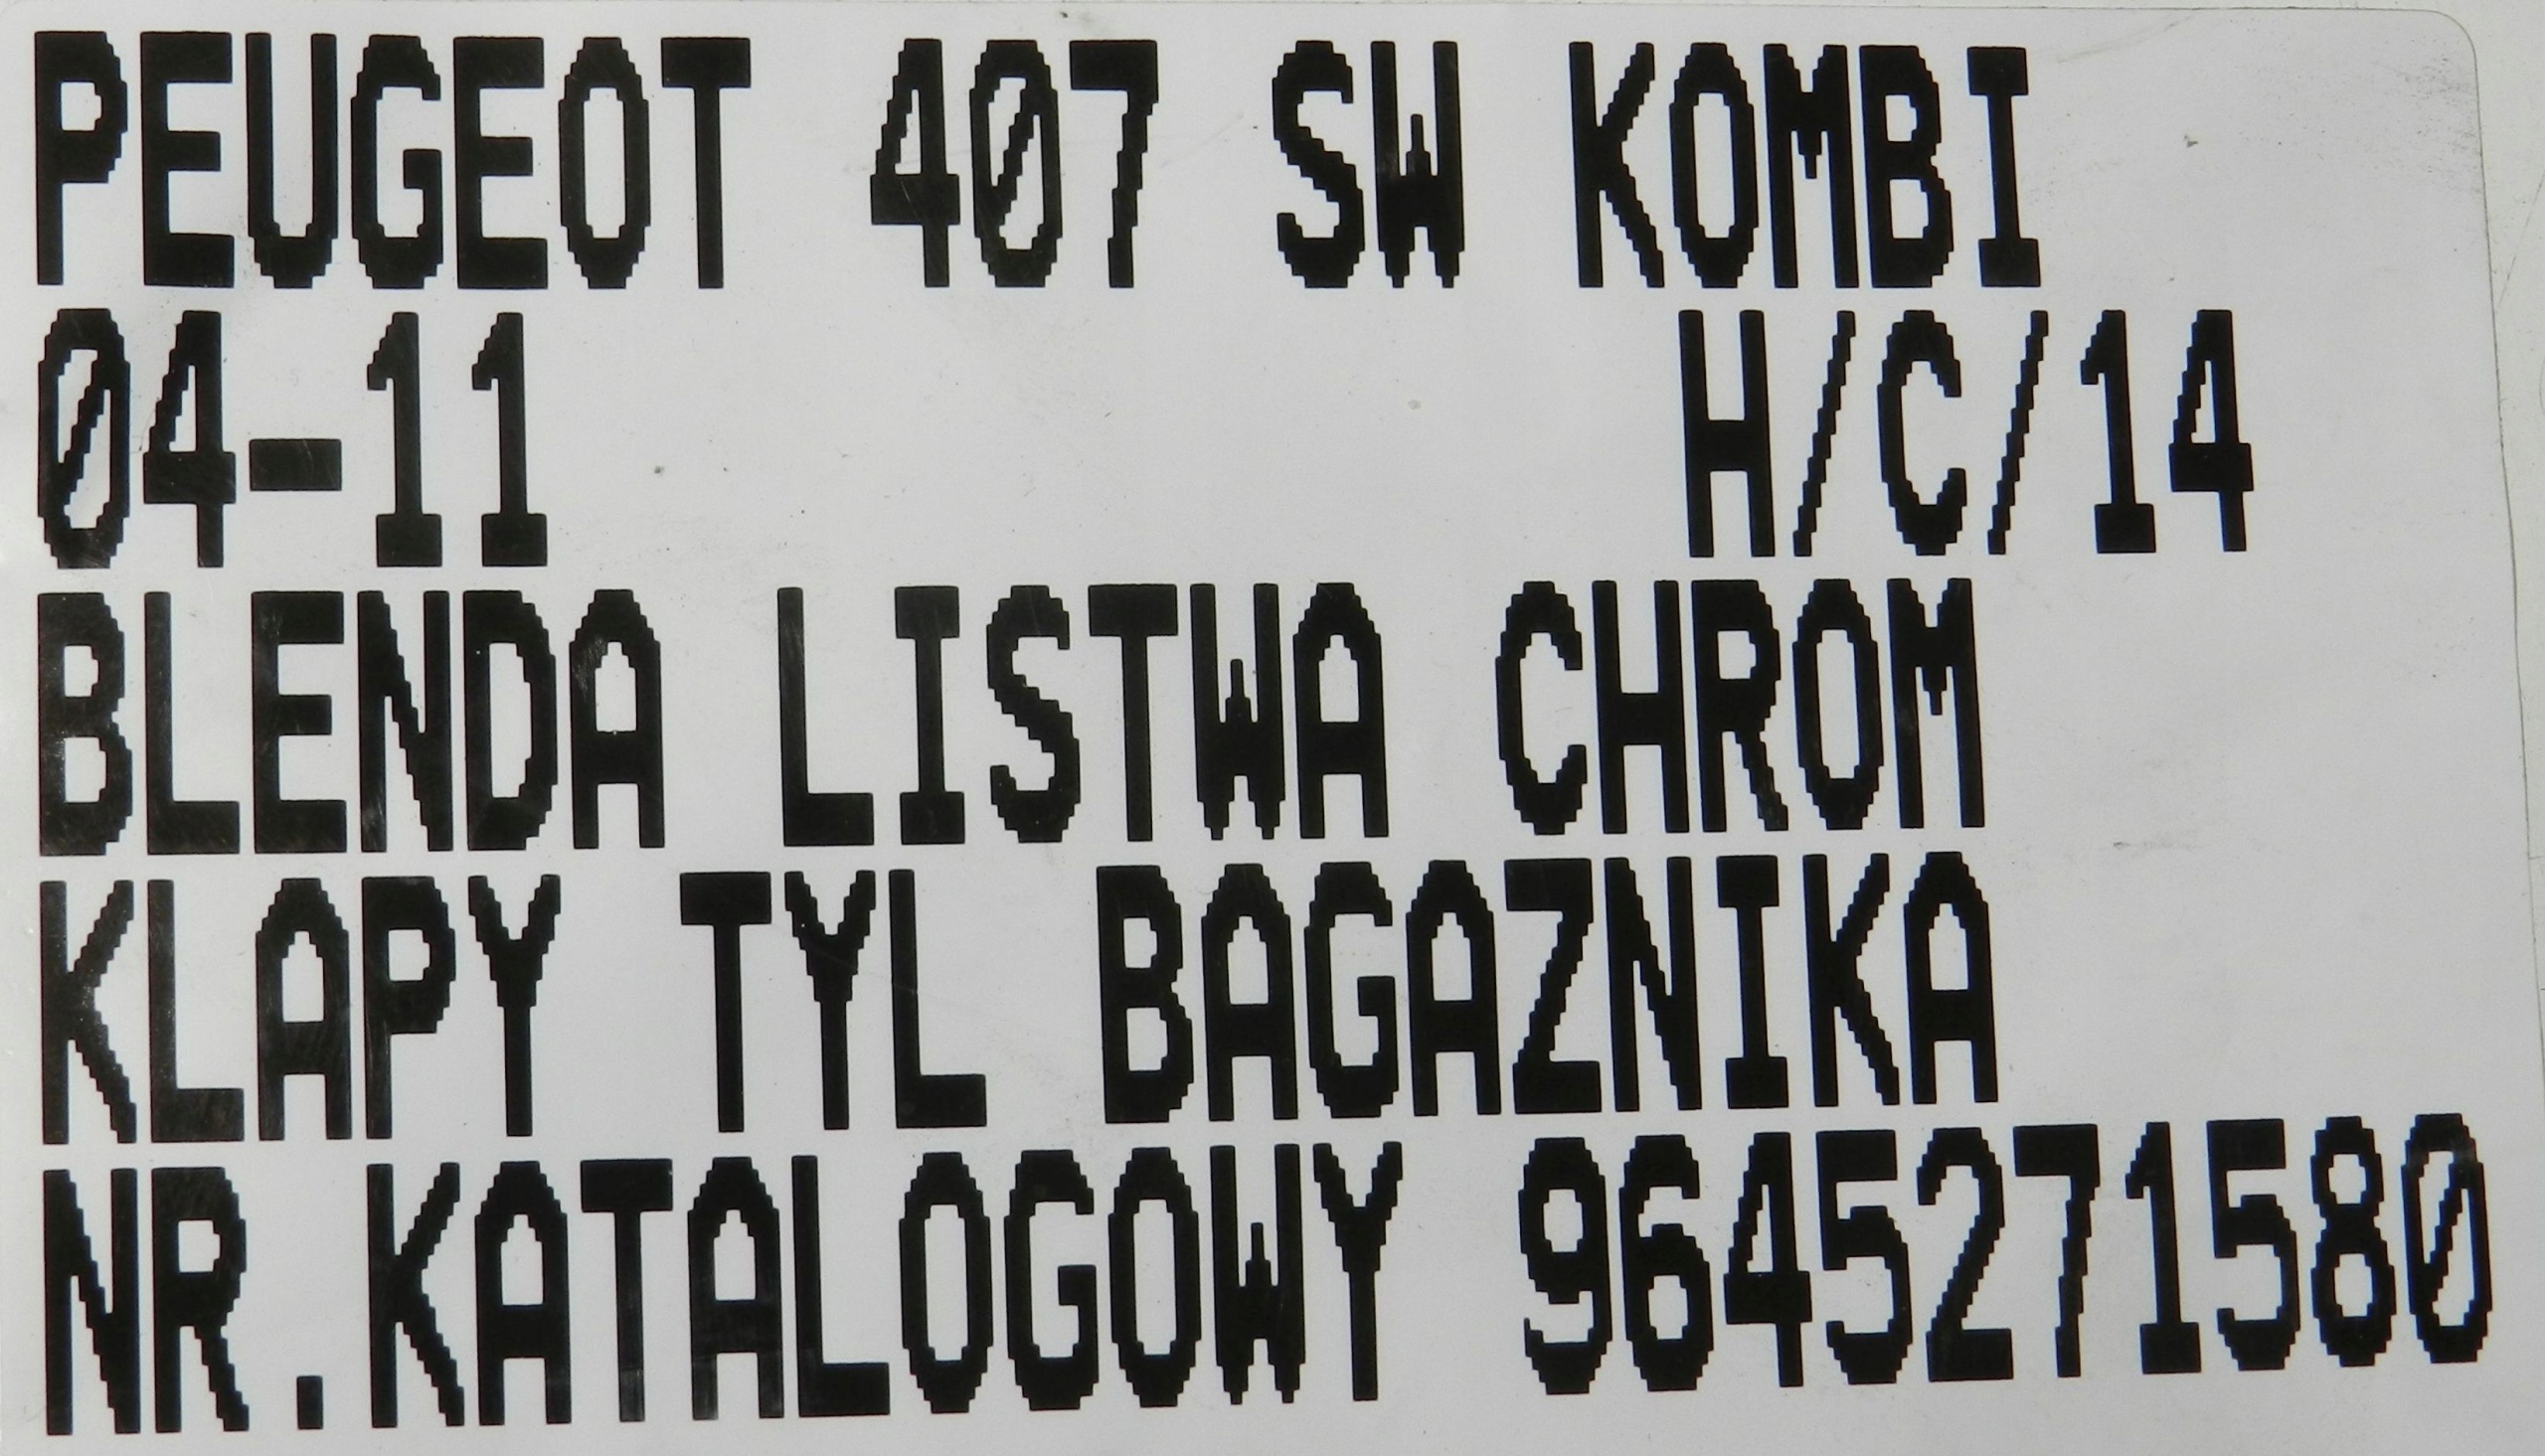 PEUGEOT 407 SW KOMBI
04-11 H/C/14
BLENDA LISTWA CHROM
KLAPY TYL BAGAZNIKA
NR.KATALOGOWY 9645271580